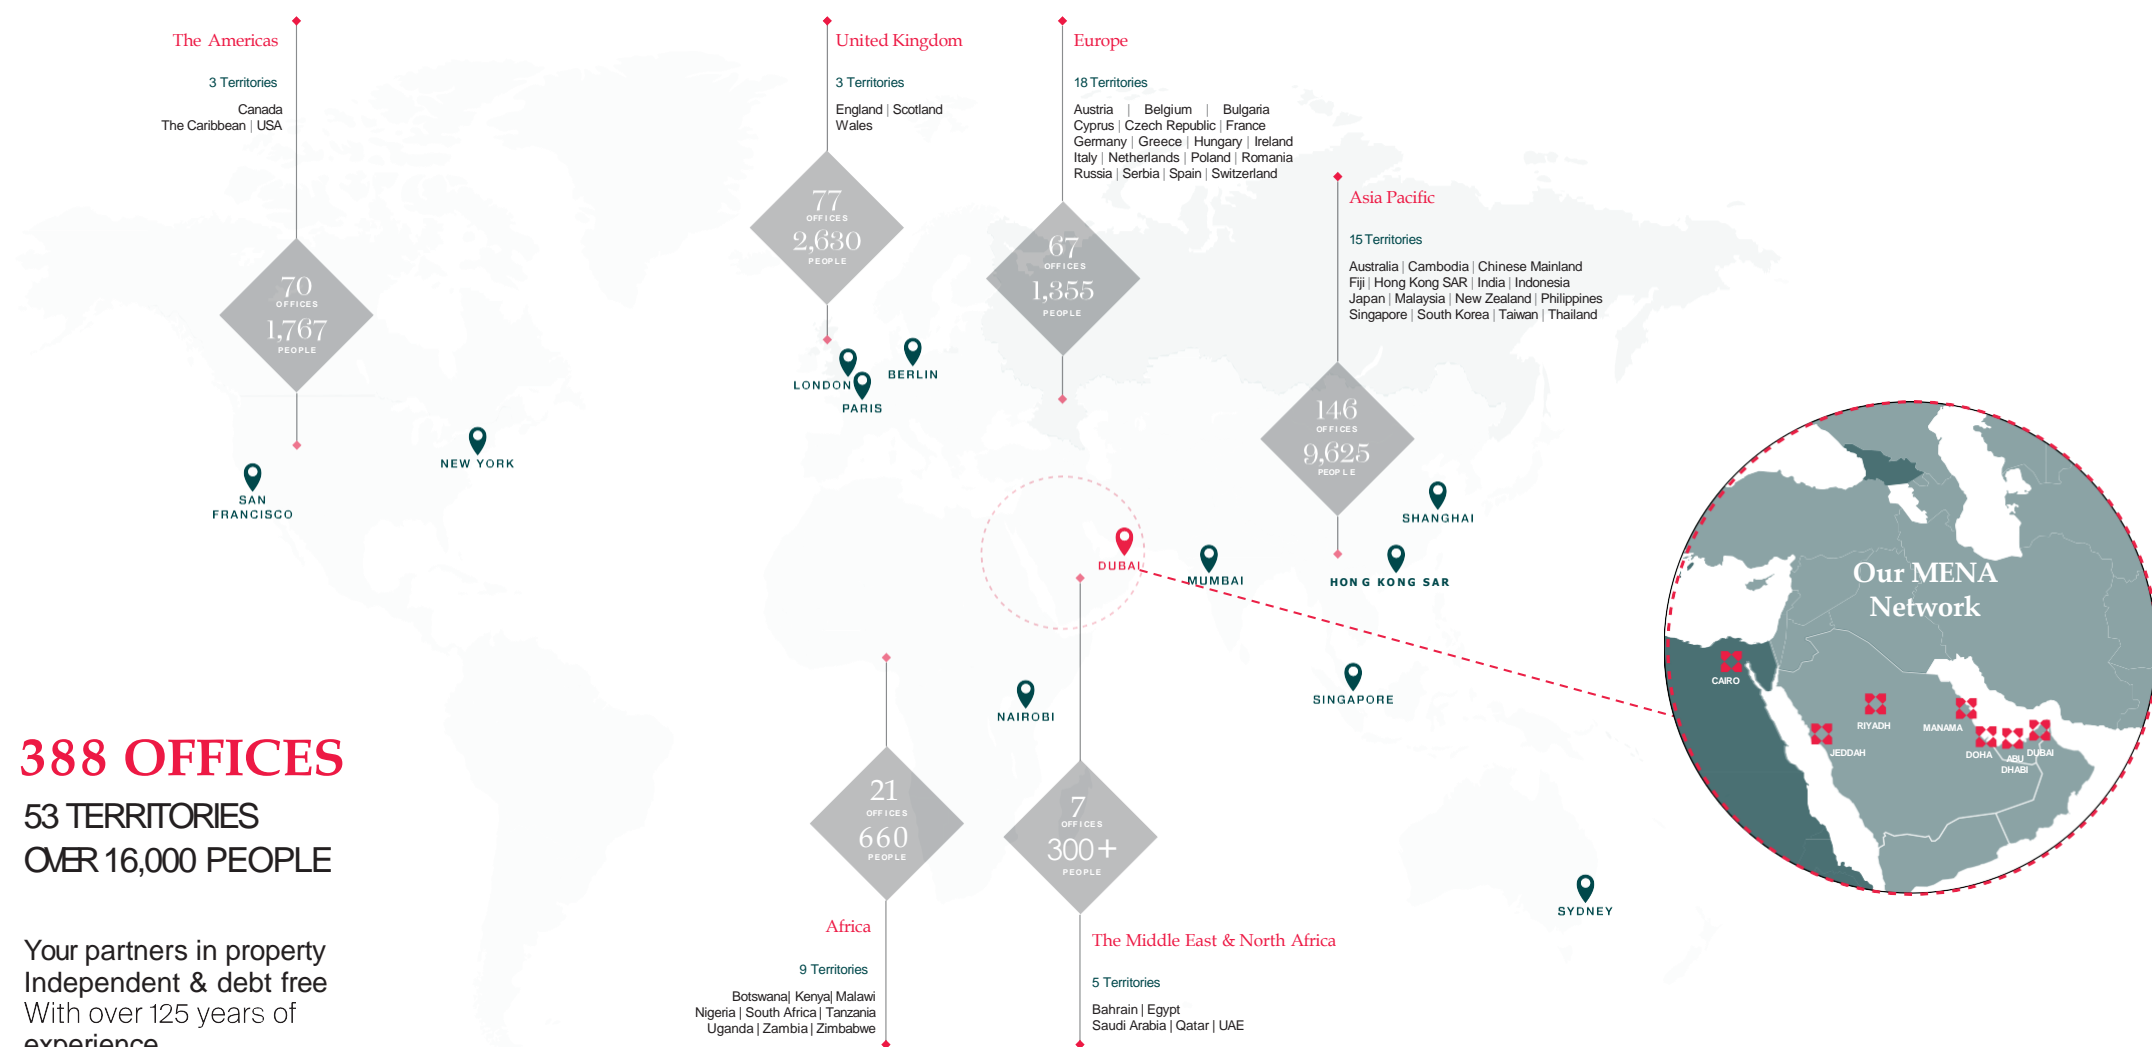 The Americas
3 Territories
Canada
The Caribbean | USA
70
OFFICES
1,767
PEOPLE
United Kingdom
3 Territories
England | Scotland
Wales
77
OFFICES
2,630
PEOPLE
Europe
18 Territories
Austria | Belgium | Bulgaria
Cyprus | Czech Republic | France
Germany | Greece | Hungary | Ireland
Italy | Netherlands | Poland | Romania
Russia | Serbia | Spain | Switzerland
67
OFFICES
1,355
PEOPLE
Asia Pacific
15 Territories
Australia | Cambodia | Chinese Mainland
Fiji | Hong Kong SAR | India | Indonesia
Japan | Malaysia | New Zealand | Philippines
Singapore | South Korea | Taiwan | Thailand
146
OFFICES
9,625
PEOPLE
LONDON
BERLIN
PARIS
NEW YORK
SAN
FRANCISCO
SHANGHAI
DUBAI
MUMBAI
HONG KONG SAR
SINGAPORE
NAIROBI
SYDNEY
Our MENA
Network
CAIRO
RIYADH
JEDDAH
MANAMA
DOHA
ABU
DHABI
DUBAI
388 OFFICES
53 TERRITORIES
OVER 16,000 PEOPLE
Your partners in property
Independent & debt free
With over 125 years of
experience
21
OFFICES
660
PEOPLE
Africa
9 Territories
Botswana| Kenya| Malawi
Nigeria | South Africa | Tanzania
Uganda | Zambia | Zimbabwe
7
OFFICES
300+
PEOPLE
The Middle East & North Africa
5 Territories
Bahrain | Egypt
Saudi Arabia | Qatar | UAE